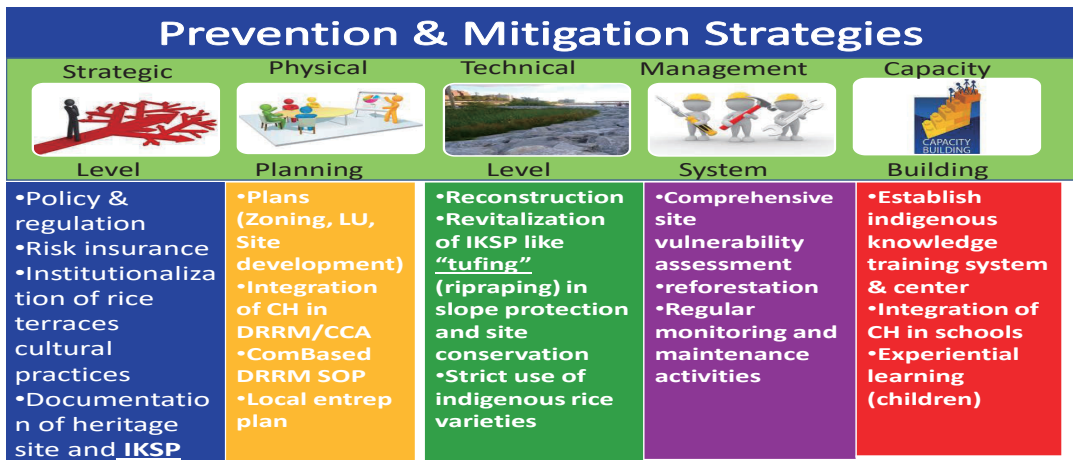 Prevention & Mitigation Strategies
Strategic
Physical
Technical
Management
Capacity
CAPACITY
BUILDING
Level
Planning
Level
System
Building
•Policy &
regulation
•Risk insurance
•Institutionaliza
tion of rice
terraces
cultural
practices
•Documentatio
n of heritage
site and IKSP
•Plans
(Zoning, LU,
Site
development)
•Integration
of CH in
DRRM/CCA
•ComBased
DRRM SOP
•Local entrep
plan
•Reconstruction
•Revitalization
of IKSP like
“tufing”
(ripraping) in
slope protection
and site
conservation
•Strict use of
indigenous rice
varieties
•Comprehensive
site
vulnerability
assessment
•reforestation
•Regular
monitoring and
maintenance
activities
•Establish
indigenous
knowledge
training system
& center
•Integration of
CH in schools
•Experiential
learning
(children)